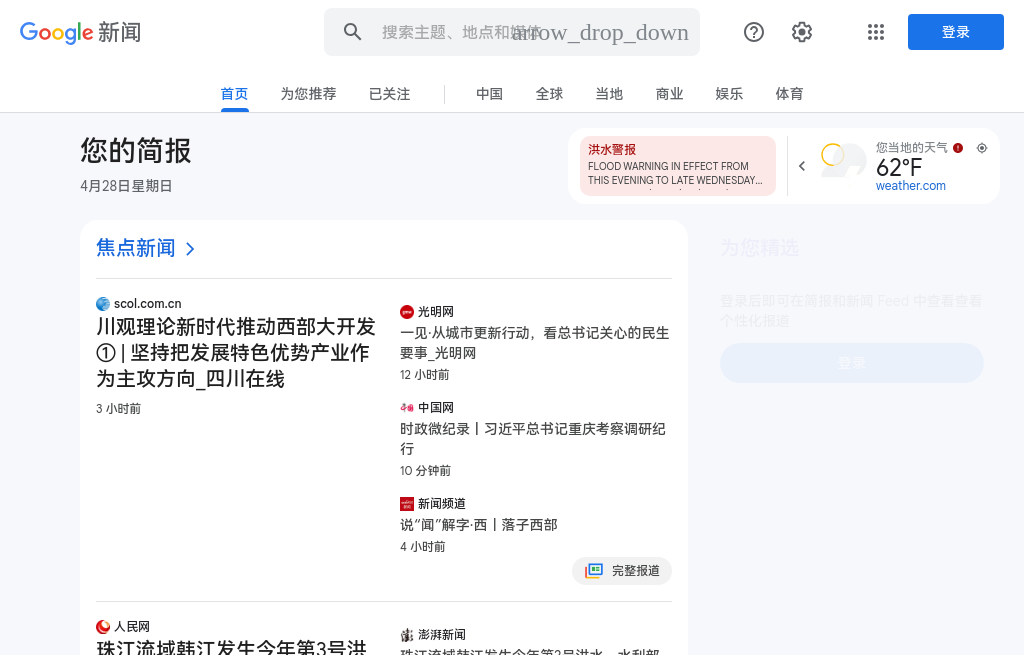 Google 新闻
搜索主题、地点和媒体
arrow_drop_down
登录
首页
为您推荐
已关注
中国
全球
当地
商业
娱乐
体育
您的简报
4月28日星期日
洪水警报
FLOOD WARNING IN EFFECT FROM
THIS EVENING TO LATE WEDNESDAY...
您当地的天气
62°F
weather.com
焦点新闻
为您精选
登录后即可在简报和新闻 Feed 中查看查看
个性化报道
登录
scol.com.cn
川观理论新时代推动西部大开发
① | 坚持把发展特色优势产业作
为主攻方向_四川在线
3 小时前
光明网
一见·从城市更新行动，看总书记关心的民生
要事_光明网
12 小时前
中国网
时政微纪录丨习近平总书记重庆考察调研纪
行
10 分钟前
新闻频道
说“闻”解字·西丨落子西部
4 小时前
完整报道
人民网
珠江流域韩江发生今年第3号洪
澎湃新闻
珠江流域韩江发生今年第3号洪水，水利部